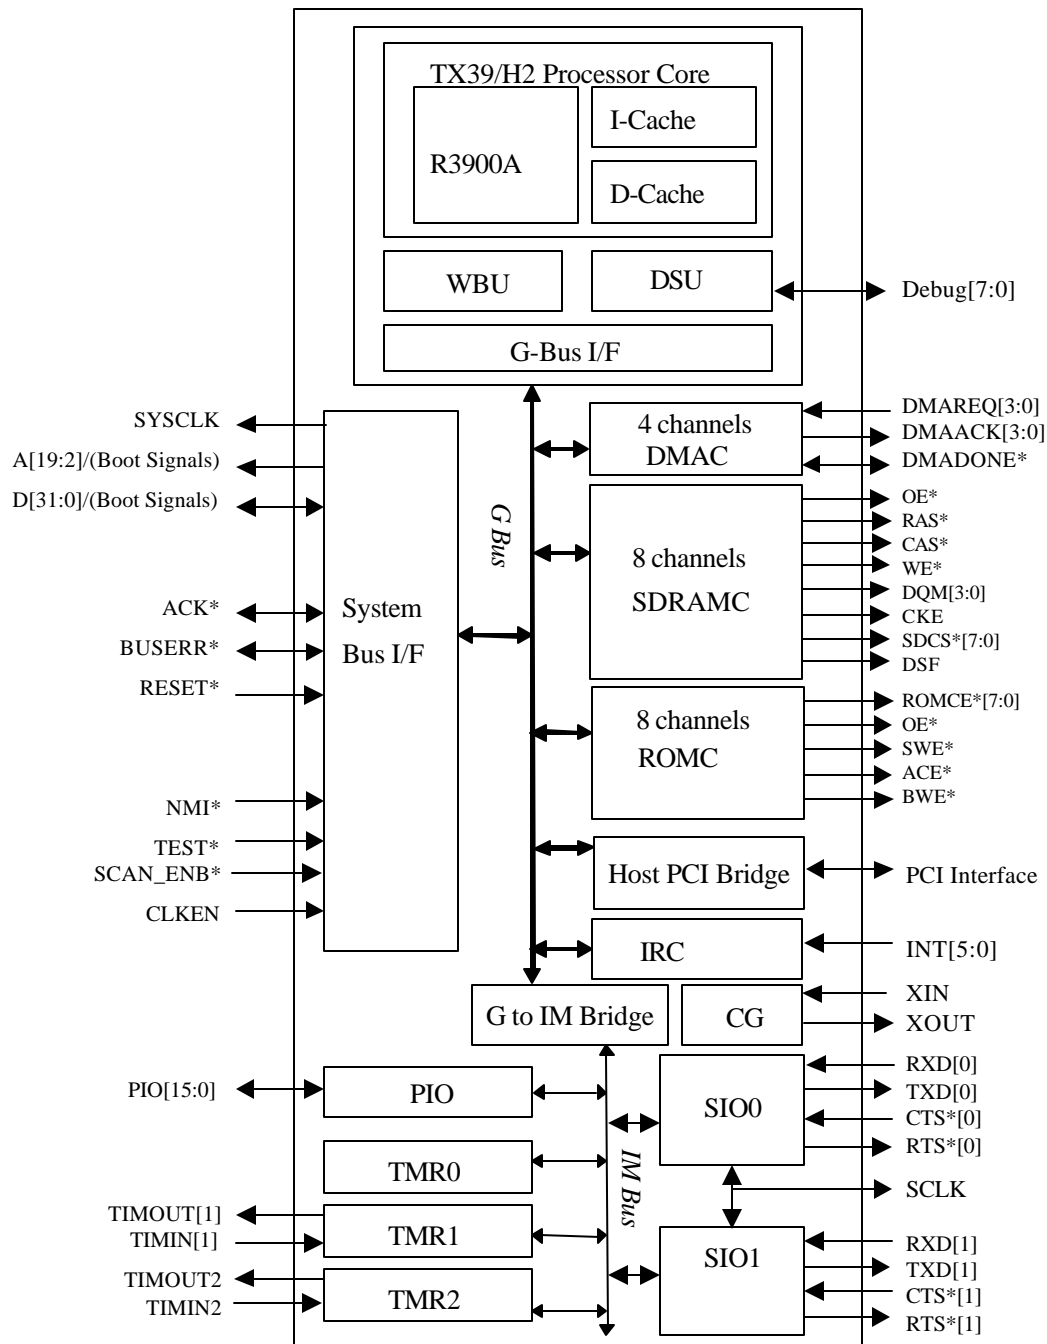 TX39/H2 Processor Core
R3900A
I-Cache
D-Cache
WBU
DSU
Debug[7:0]
G-Bus I/F
SYSCLK
A[19:2]/(Boot Signals)
D[31:0]/(Boot Signals)
ACK*
BUSERR*
RESET*
NMI*
TEST*
SCAN_ENB*
CLKEN
System
Bus I/F
G Bus
4 channels
DMAC
DMAREQ[3:0]
DMAACK[3:0]
DMADONE*
8 channels
SDRAMC
OE*
RAS*
CAS*
WE*
DQM[3:0]
CKE
SDCS*[7:0]
DSF
8 channels
ROMC
ROMCE*[7:0]
OE*
SWE*
ACE*
BWE*
Host PCI Bridge
PCI Interface
IRC
INT[5:0]
G to IM Bridge
CG
XIN
XOUT
PIO[15:0]
PIO
TMR0
TIMOUT[1]
TIMIN[1]
TMR1
TIMOUT2
TIMIN2
TMR2
IM Bus
SIO0
RXD[0]
TXD[0]
CTS*[0]
RTS*[0]
SCLK
SIO1
RXD[1]
TXD[1]
CTS*[1]
RTS*[1]